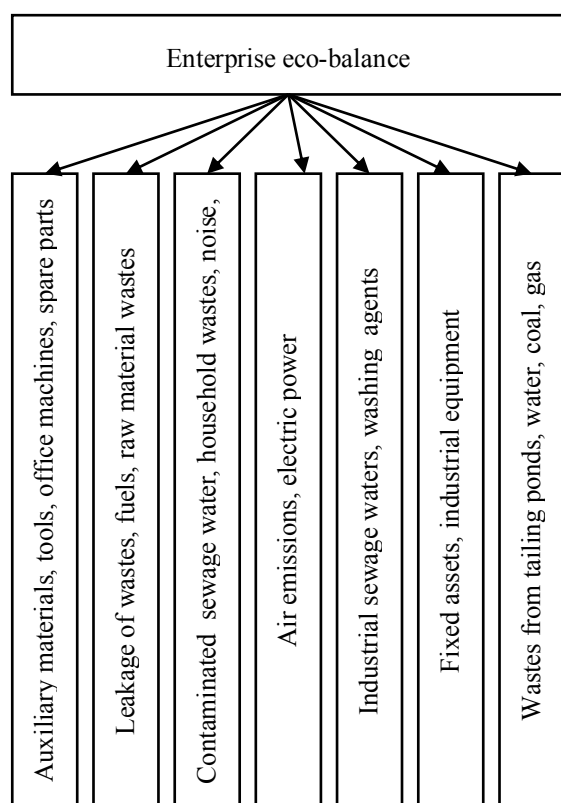 Enterprise eco-balance
Auxiliary materials, tools, office machines, spare parts
Leakage of wastes, fuels, raw material wastes
Contaminated sewage water, household wastes, noise,
Air emissions, electric power
Industrial sewage waters, washing agents
Fixed assets, industrial equipment
Wastes from tailing ponds, water, coal, gas